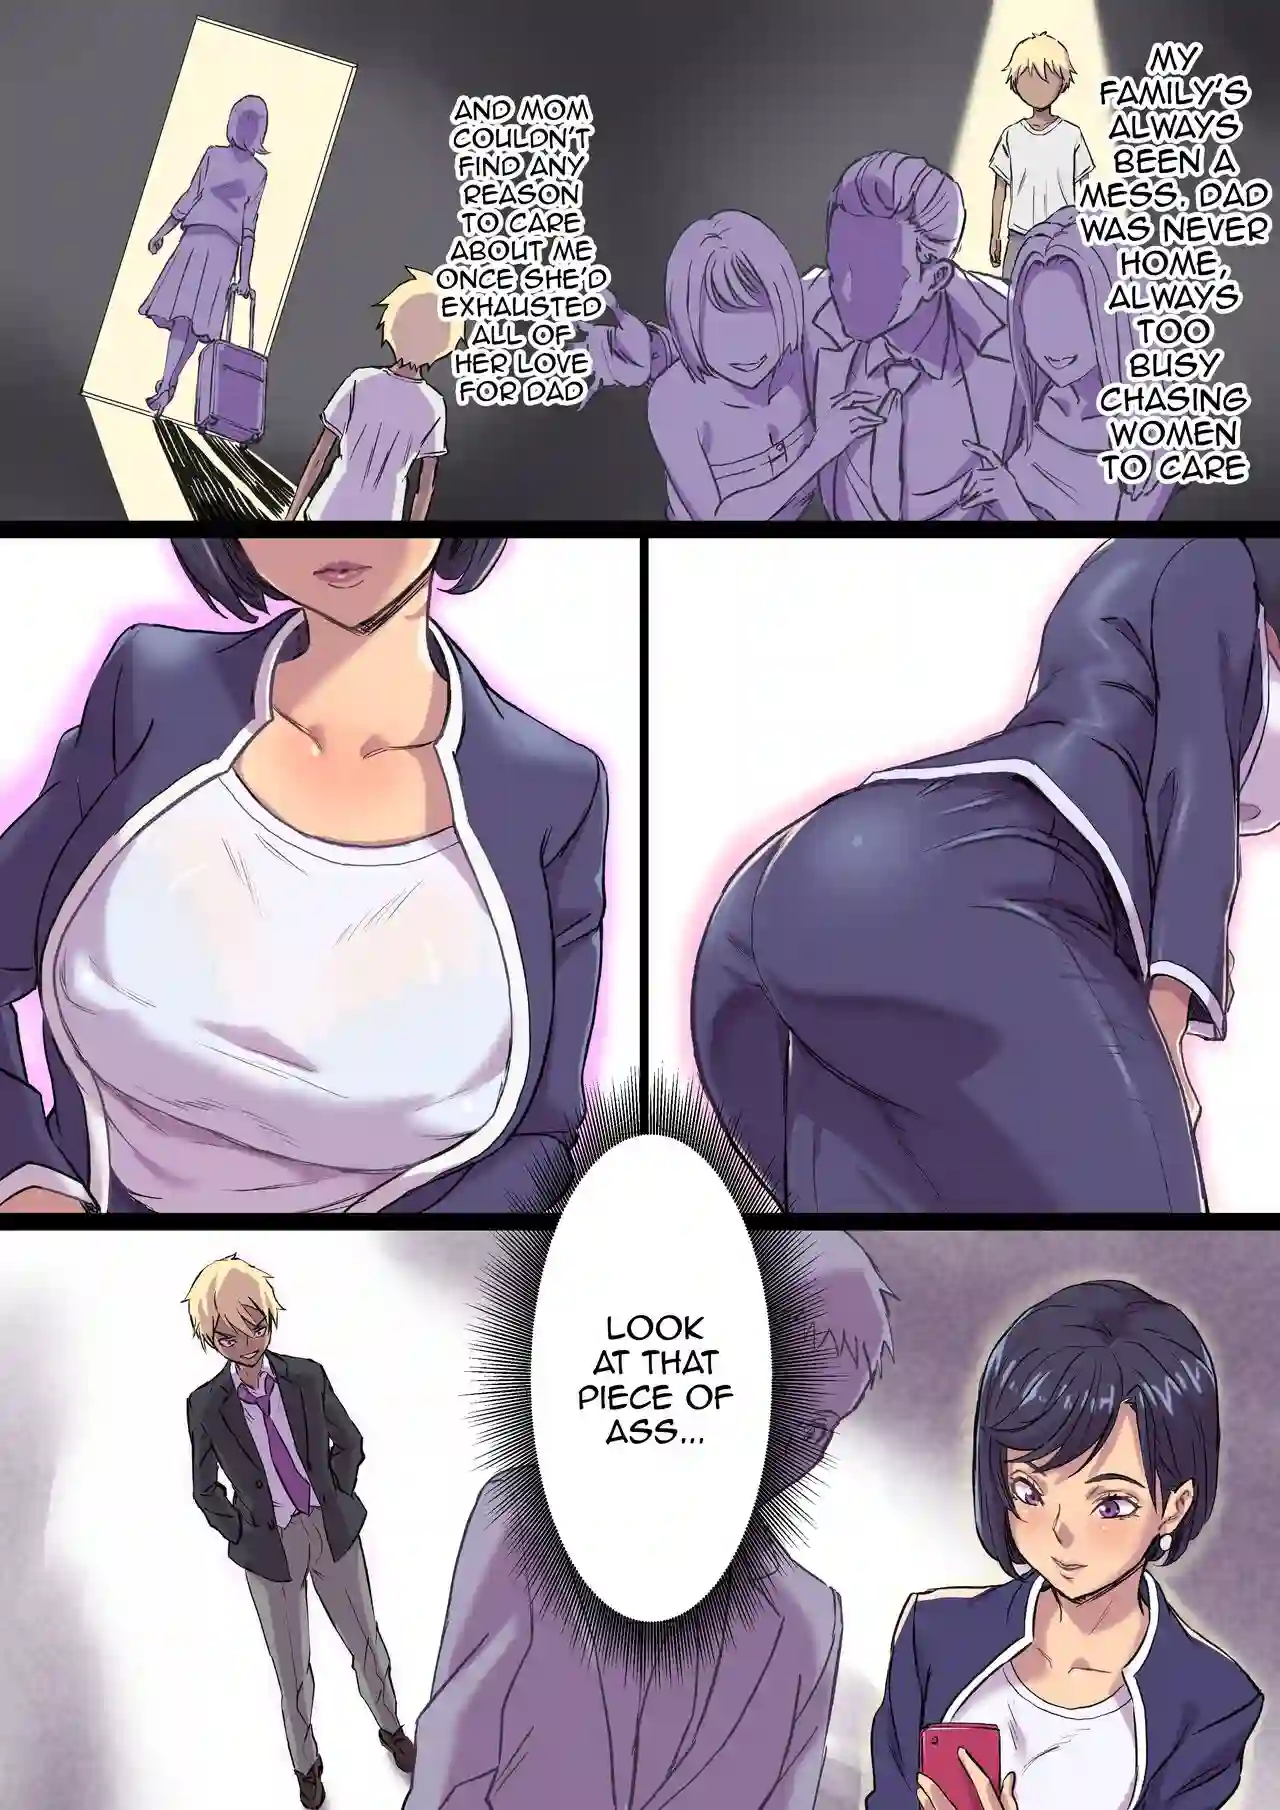 MY
FAMILY'S
ALWAYS
BEEN A
MESS. DAD
WAS NEVER
HOME,
ALWAYS
TOO
BUSY
CHASING
WOMEN
TO CARE
AND MOM
COULDN'T
FIND ANY
REASON
TO CARE
ABOUT ME
ONCE SHE'D
EXHAUSTED
ALL OF
HER LOVE
FOR DAD
LOOK
AT THAT
PIECE OF
ASS...